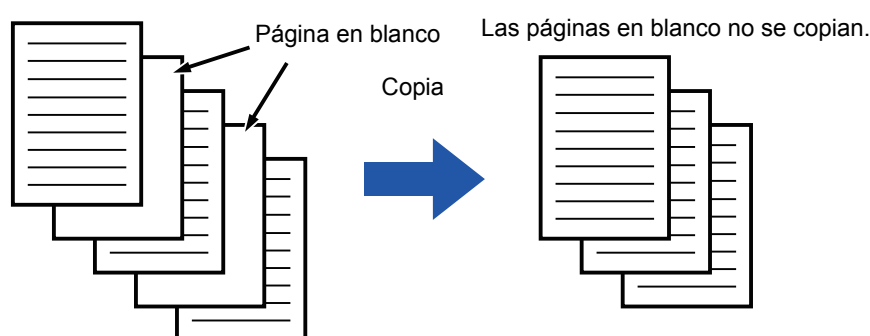 Página en blanco
Las páginas en blanco no se copian.
Copia